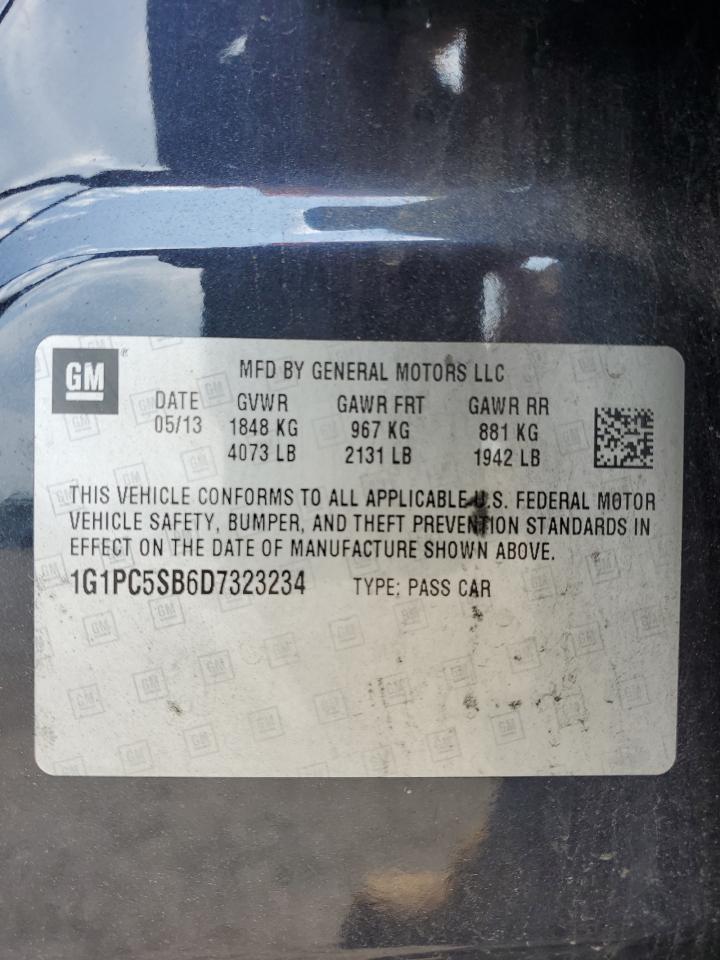 GM®
MFD BY GENERAL MOTORS LLC
DATE GVWR GAWR FRT GAWR RR
05/13 1848 KG 967 KG 881 KG
4073 LB 2131 LB 1942 LB
THIS VEHICLE CONFORMS TO ALL APPLICABLE U.S. FEDERAL MOTOR
VEHICLE SAFETY, BUMPER, AND THEFT PREVENTION STANDARDS IN
EFFECT ON THE DATE OF MANUFACTURE SHOWN ABOVE.
1G1PC5SB6D7323234 TYPE: PASS CAR